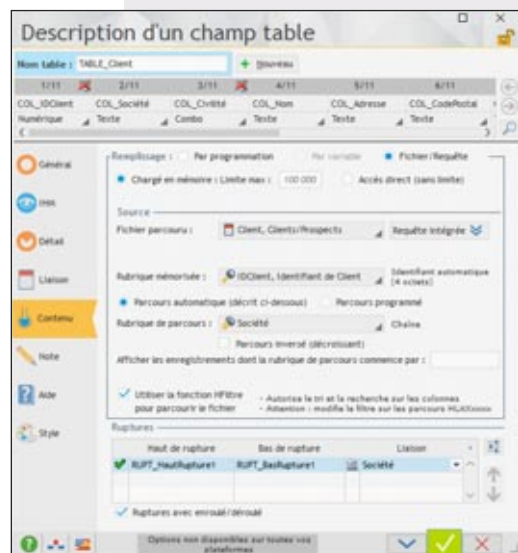 Description d'un champ table
Nom table : TABLE_Client
+ Nouveau
1/11 2/11 3/11 4/11 5/11 6/11
COL_IDClient COL_Société COL_Civilité COL_Nom COL_Adresse COL_CodePostal
Numérique Texte Combo Texte Texte Texte
Général
IHM
Détail
Liaison
Contenu
Note
Aide
Style
Remplissage : Par programmation Par variable Fichier/Requête
Chargé en mémoire : Limite max : 100 000 Accès direct (sans limite)
Source
Fichier parcouru : Client, Clients/Prospects Requête intégrée
Rubrique mémorisée : IDClient, Identifiant de Client Identifiant automatique
(4 octets)
Parcours automatique (décrit ci-dessous) Parcours programmé
Rubrique de parcours : Société Chaîne
Parcours inversé (décroissant)
Afficher les enregistrements dont la rubrique de parcours commence par :
Utiliser la fonction HFiltre - Autorise le tri et la recherche sur les colonnes
pour parcourir le fichier - Attention : modifie le filtre sur les parcours HLitXxxxx
Ruptures
Haut de rupture Bas de rupture Liaison
RUPT_HautRupture1 RUPT_BasRupture1 Société
Ruptures avec enroulé/déroulé
Options non disponibles sur toutes vos
plateformes